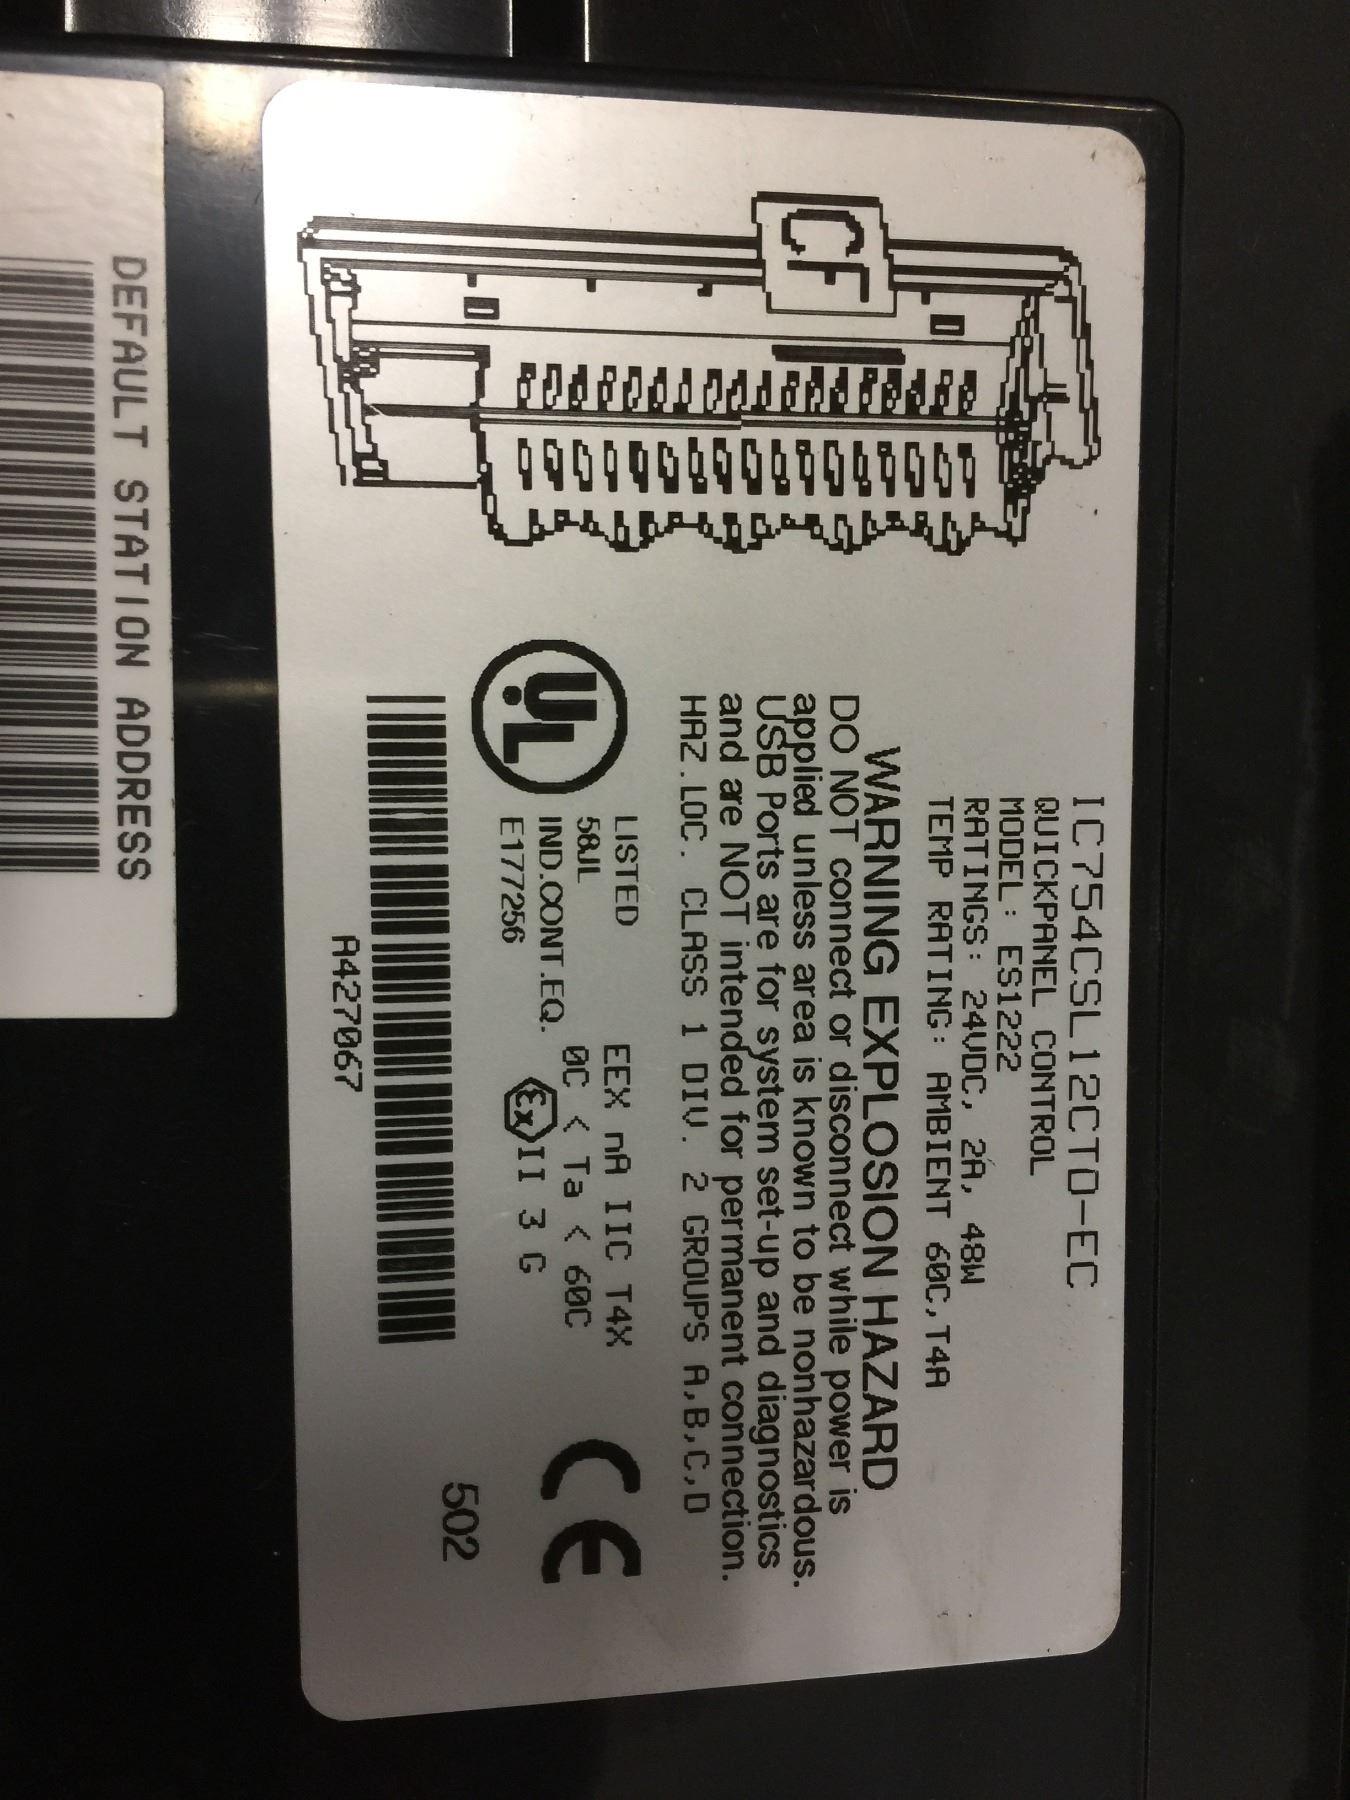 CF
IC754CSL12CTD-EC
QUICKPANEL CONTROL
MODEL: ES1222
RATINGS: 24VDC, 2A, 48W
TEMP RATING: AMBIENT 60C,T4A
WARNING EXPLOSION HAZARD
DO NOT connect or disconnect while power is
applied unless area is known to be nonhazardous.
USB Ports are for system set-up and diagnostics
and are NOT intended for permanent connection.
HAZ.LOC. CLASS 1 DIV. 2 GROUPS A,B,C,D
UL
LISTED
58JL
IND.CONT.EQ.
E177256
EEX nA IIC T4X
0C < Ta < 60C
Ex II 3 G
CE
502
A427067
DEFAULT STATION ADDRESS